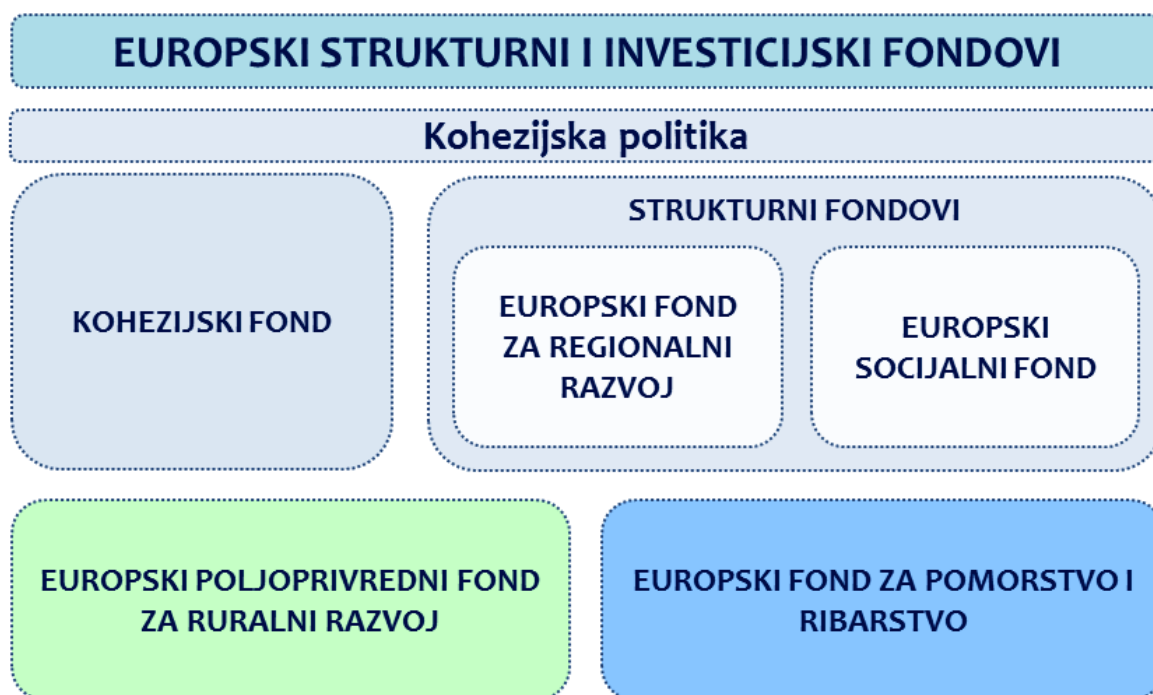 EUROPSKI STRUKTURNI I INVESTICIJSKI FONDOVI
Kohezijska politika
KOHEZIJSKI FOND
STRUKTURNI FONDOVI
EUROPSKI FOND
ZA REGIONALNI
RAZVOJ
EUROPSKI
SOCIJALNI FOND
EUROPSKI POLJOPRIVREDNI FOND
ZA RURALNI RAZVOJ
EUROPSKI FOND ZA POMORSTVO I
RIBARSTVO